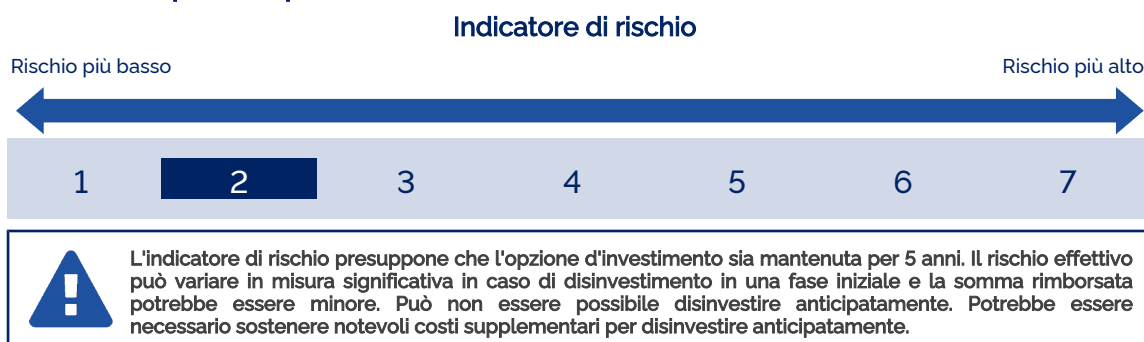 Indicatore di rischio
Rischio più basso
Rischio più alto
1 2 3 4 5 6 7
L'indicatore di rischio presuppone che l'opzione d'investimento sia mantenuta per 5 anni. Il rischio effettivo
può variare in misura significativa in caso di disinvestimento in una fase iniziale e la somma rimborsata
potrebbe essere minore. Può non essere possibile disinvestire anticipatamente. Potrebbe essere
necessario sostenere notevoli costi supplementari per disinvestire anticipatamente.